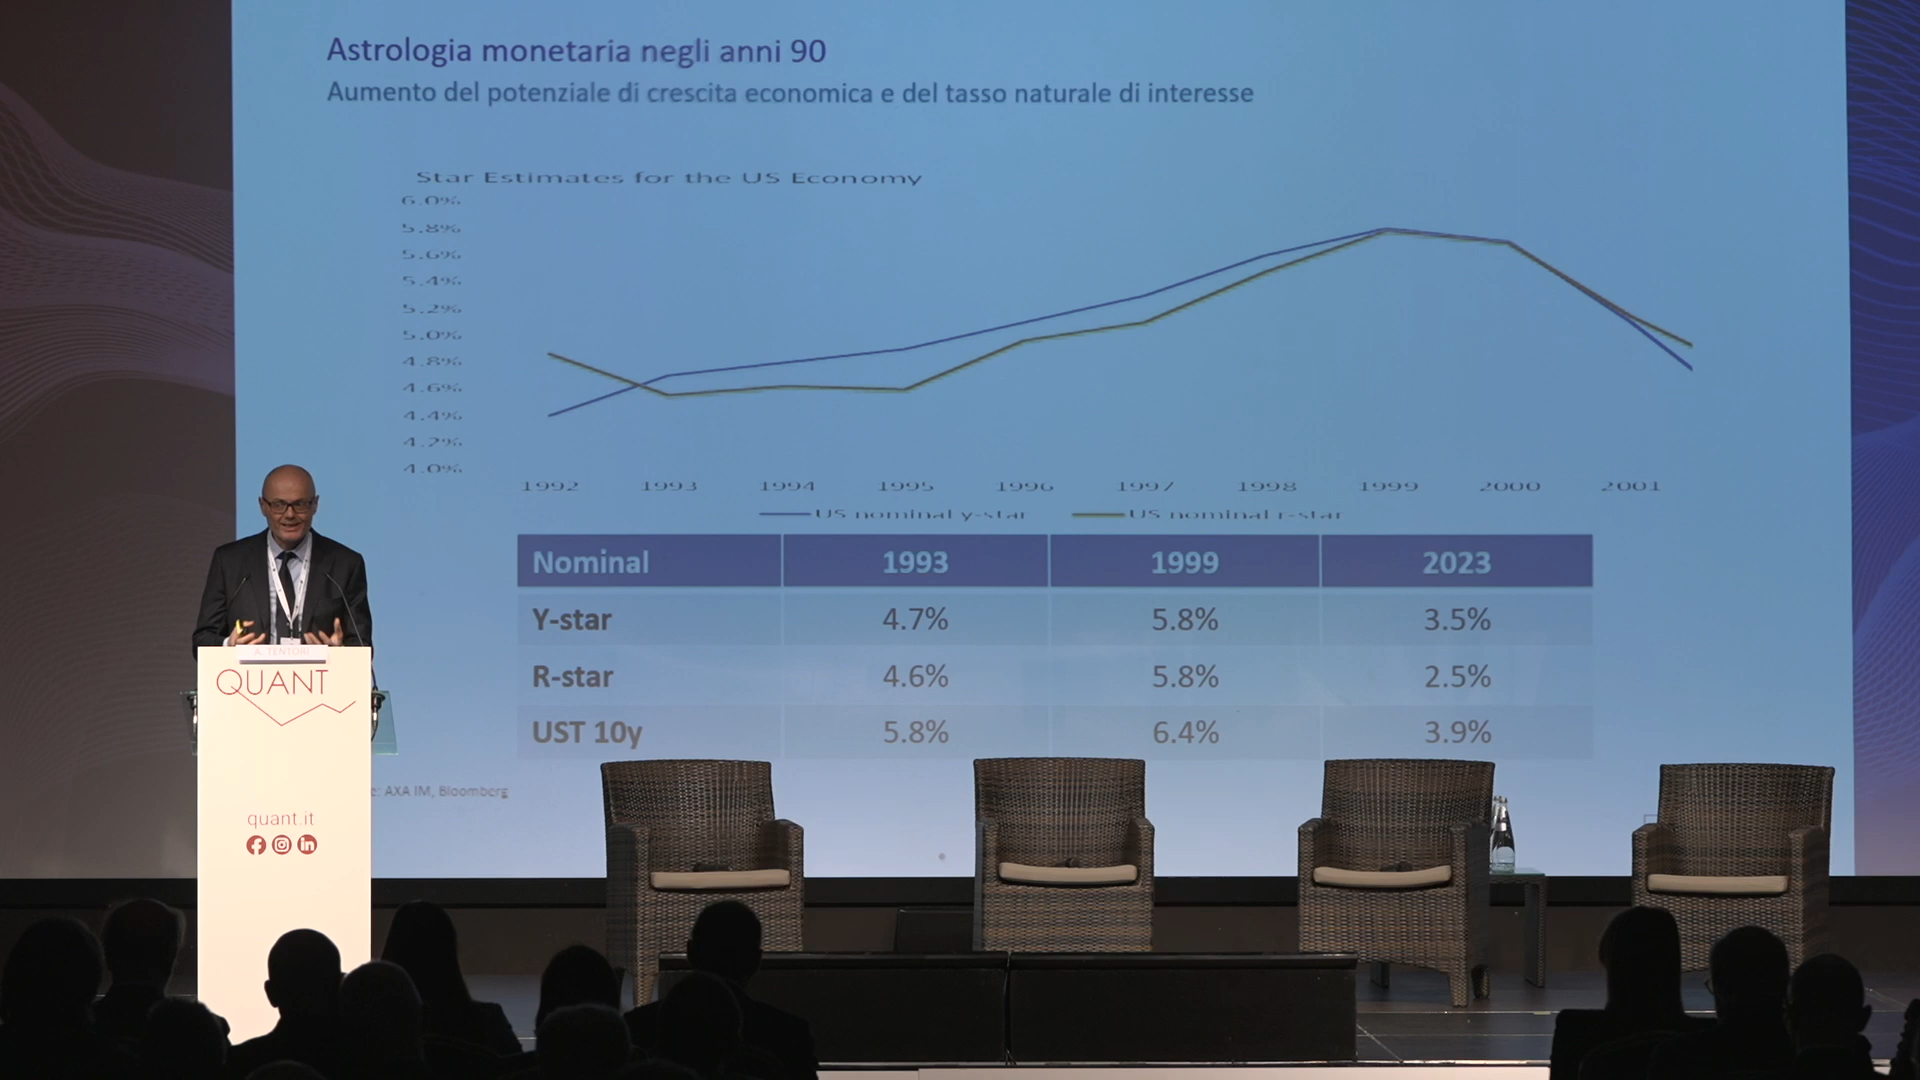 Astrologia monetaria negli anni 90
Aumento del potenziale di crescita economica e del tasso naturale di interesse
Star Estimates for the US Economy
6.0%
5.8%
5.6%
5.4%
5.2%
5.0%
4.8%
4.6%
4.4%
4.2%
4.0%
1992 1993 1994 1995 1996 1997 1998 1999 2000 2001
US nominal y-star US nominal r-star
Nominal 1993 1999 2023
Y-star 4.7% 5.8% 3.5%
R-star 4.6% 5.8% 2.5%
UST 10y 5.8% 6.4% 3.9%
AXA IM, Bloomberg
A. TENTORI
QUANT
quant.it